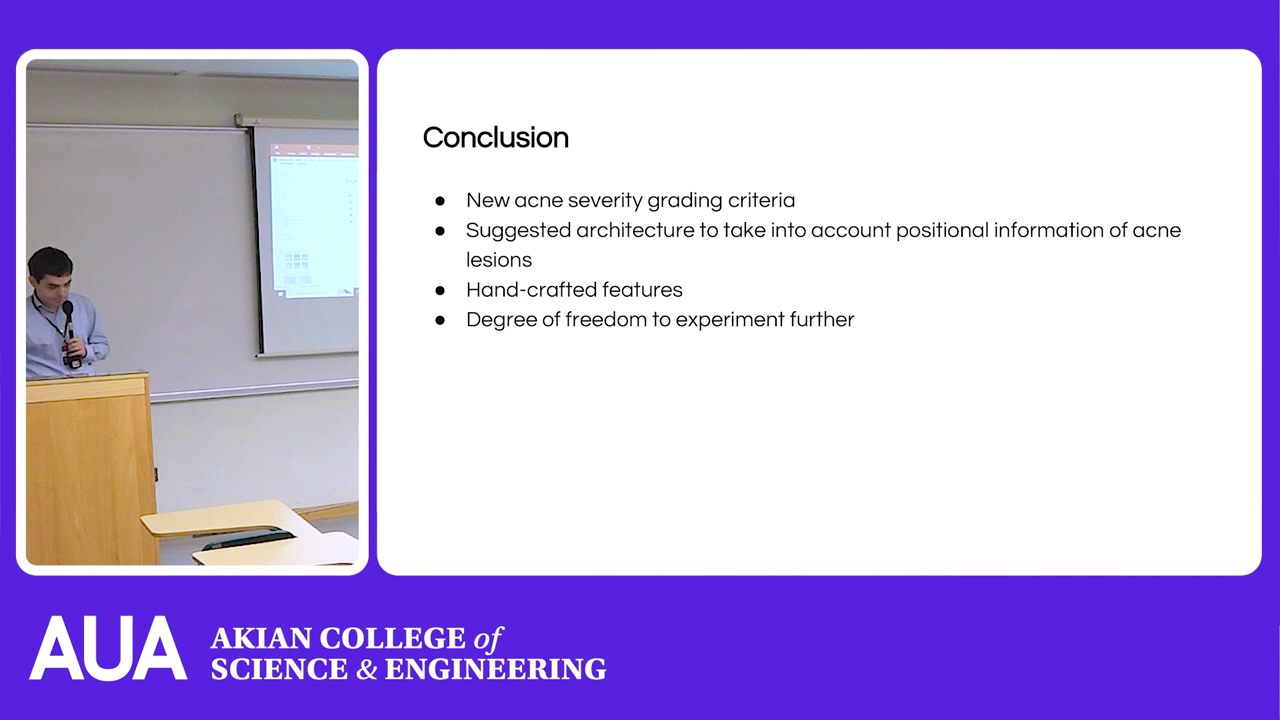 Conclusion
● New acne severity grading criteria
● Suggested architecture to take into account positional information of acne
lesions
● Hand-crafted features
● Degree of freedom to experiment further
AUA
AKIAN COLLEGE of
SCIENCE & ENGINEERING